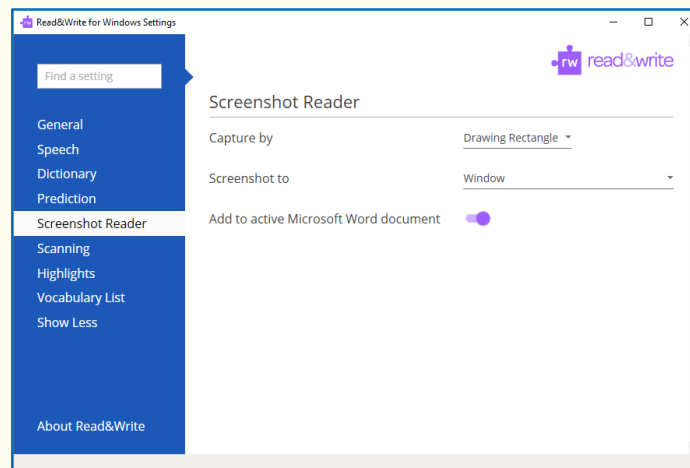 Read&Write for Windows Settings
rw read&write
Find a setting
General
Speech
Dictionary
Prediction
Screenshot Reader
Scanning
Highlights
Vocabulary List
Show Less
About Read&Write
Screenshot Reader
Capture by Drawing Rectangle
Screenshot to Window
Add to active Microsoft Word document